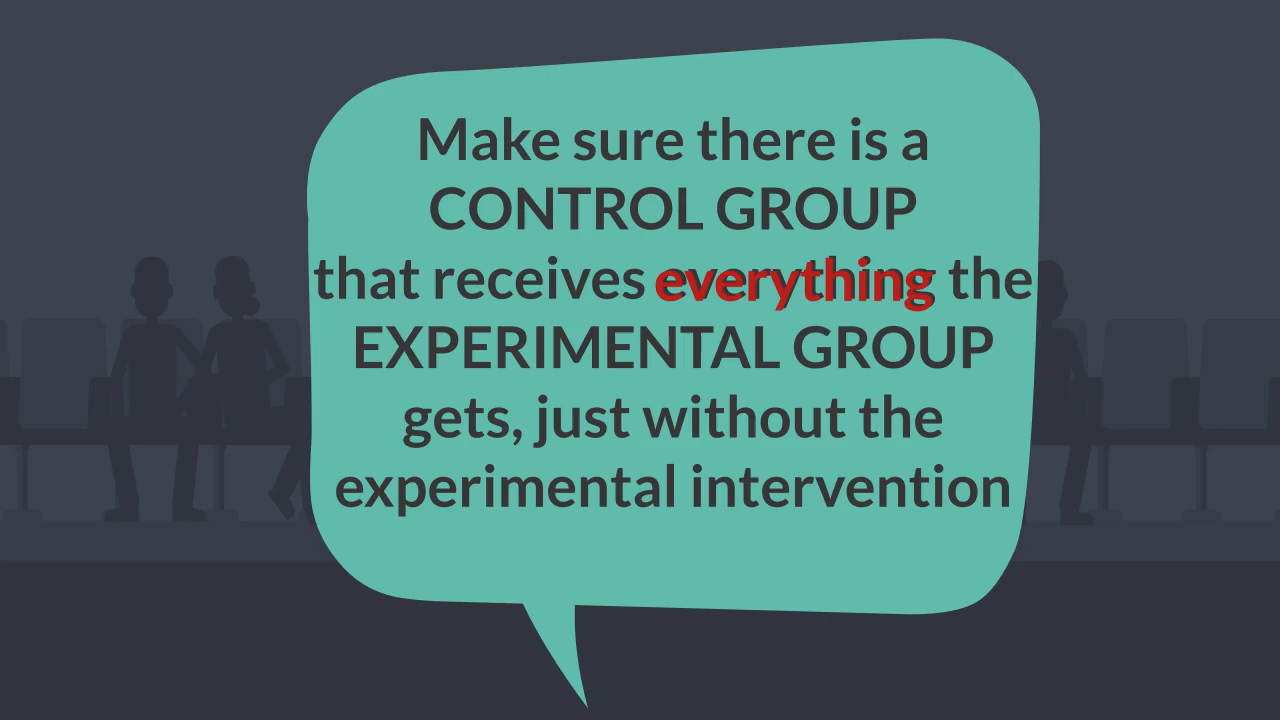 Make sure there is a
CONTROL GROUP
that receives everything the
EXPERIMENTAL GROUP
gets, just without the
experimental intervention